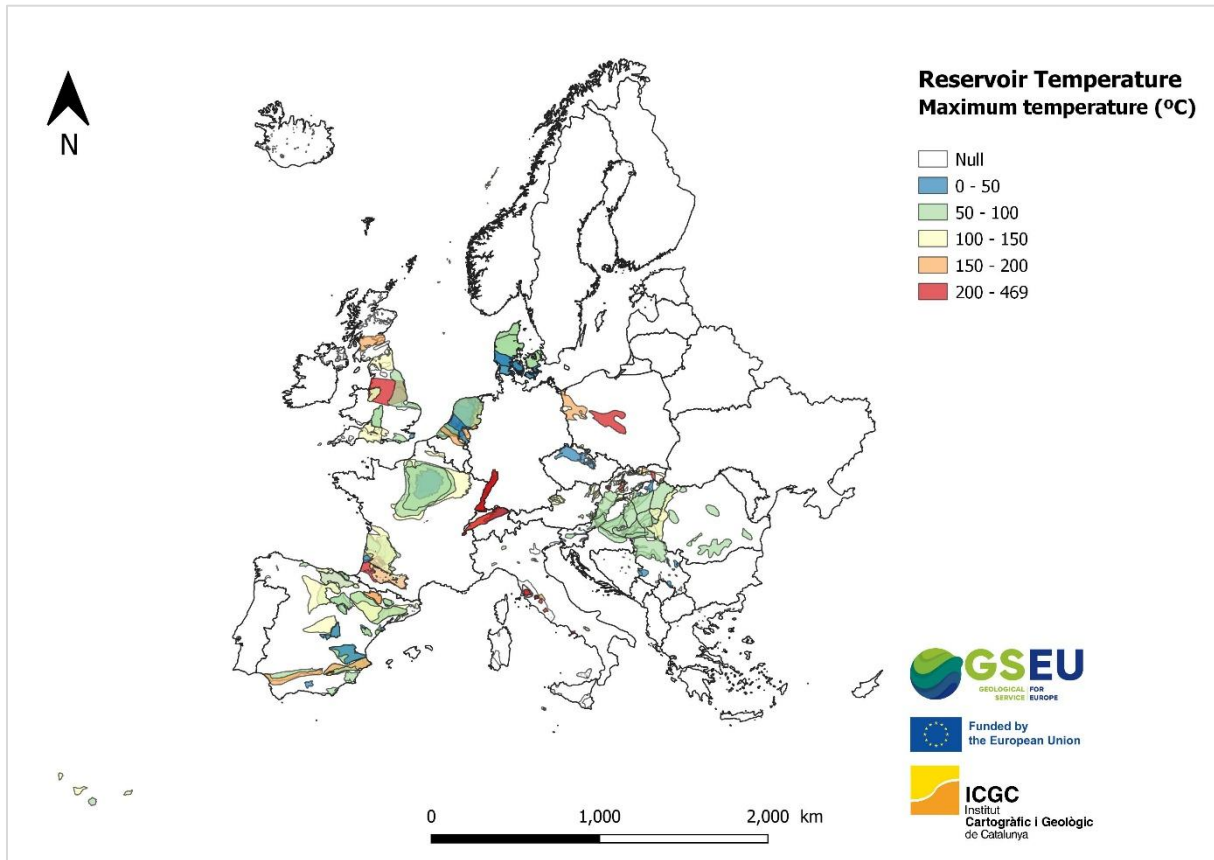 N
Reservoir Temperature
Maximum temperature (ºC)
Null
0 - 50
50 - 100
100 - 150
150 - 200
200 - 469
GSEU
GEOLOGICAL FOR
SERVICE EUROPE
Funded by
the European Union
ICGC
Institut
Cartogràfic i Geològic
de Catalunya
0 1,000 2,000 km